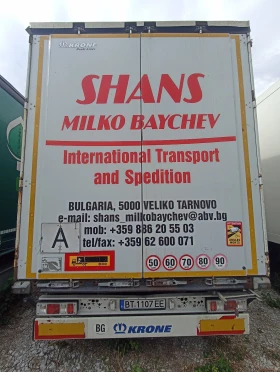 KRONE
SHANS
MILKO BAYCHEV
International Transport
and Spedition
BULGARIA, 5000 VELIKO TARNOVO
e-mail: shans_milkobaychev@abv.bg
mob: +359 886 20 55 03
tel/fax: +359 62 600 071
A
50 60 70 80 90
BT 1107 EE
BG KRONE